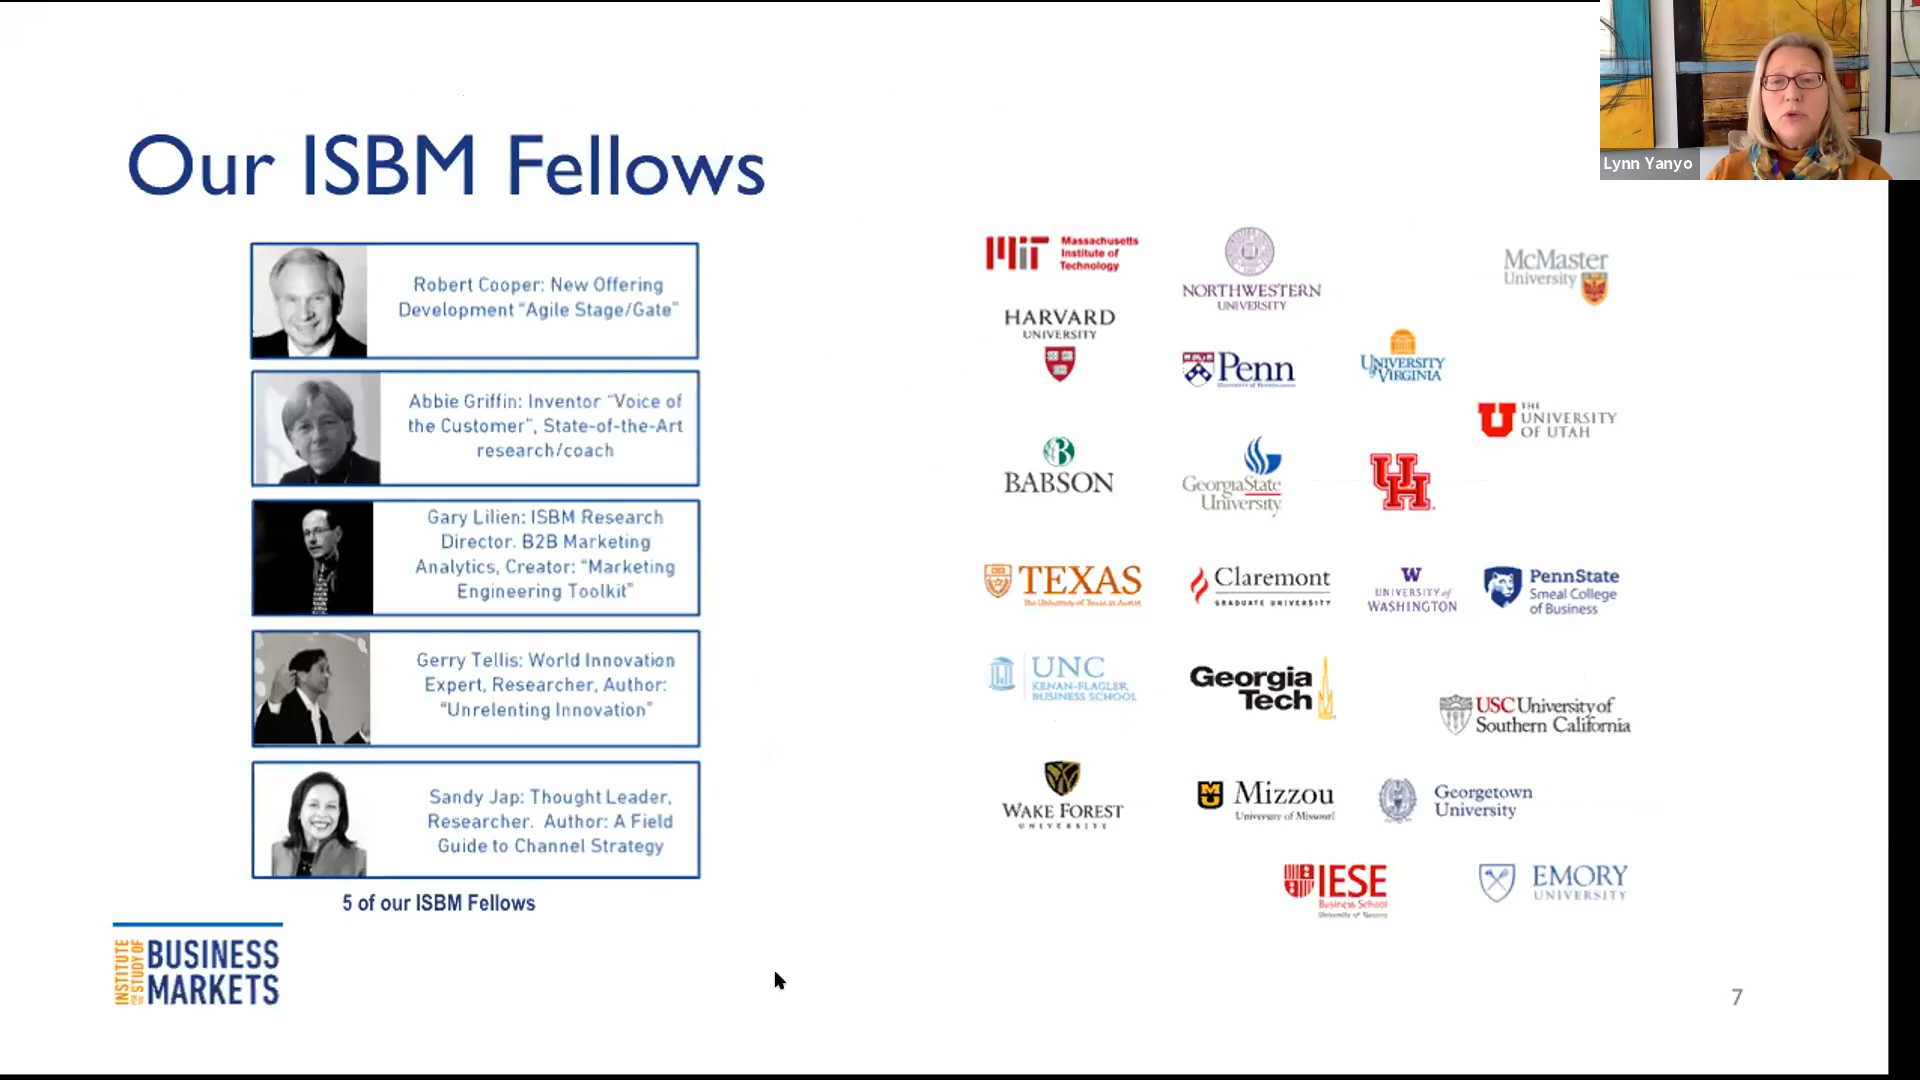 Our ISBM Fellows
Lynn Yanyo
Robert Cooper: New Offering
Development “Agile Stage/Gate”
Abbie Griffin: Inventor “Voice of
the Customer”, State-of-the-Art
research/coach
Gary Lilien: ISBM Research
Director. B2B Marketing
Analytics, Creator: “Marketing
Engineering Toolkit”
Gerry Tellis: World Innovation
Expert, Researcher, Author:
“Unrelenting Innovation”
Sandy Jap: Thought Leader,
Researcher. Author: A Field
Guide to Channel Strategy
5 of our ISBM Fellows
MIT Massachusetts
Institute of
Technology
NORTHWESTERN
UNIVERSITY
McMaster
University
HARVARD
UNIVERSITY
Penn
University of Pennsylvania
UNIVERSITY
of VIRGINIA
U THE
UNIVERSITY
OF UTAH
B
BABSON
GeorgiaState
University
UH
TEXAS
The University of Texas at Austin
Claremont
GRADUATE UNIVERSITY
W
UNIVERSITY of
WASHINGTON
PennState
Smeal College
of Business
UNC
KENAN-FLAGLER
BUSINESS SCHOOL
Georgia
Tech
USC University of
Southern California
WAKE FOREST
UNIVERSITY
MU Mizzou
University of Missouri
Georgetown
University
IESE
Business School
University of Navarra
EMORY
UNIVERSITY
INSTITUTE
FOR THE
STUDY OF
BUSINESS
MARKETS
7